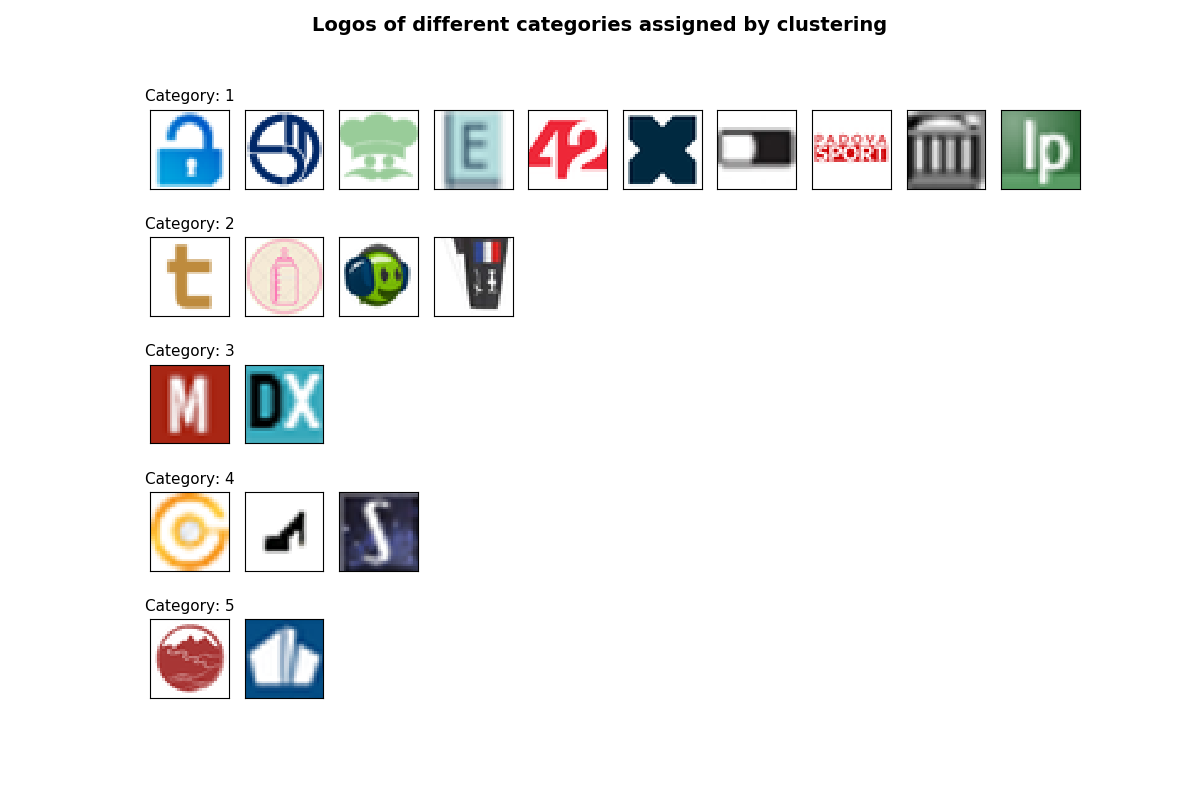 Logos of different categories assigned by clustering
Category: 1
E
42
X
PADOVA
SPORT
lp
Category: 2
t
Category: 3
M
DX
Category: 4
S
Category: 5